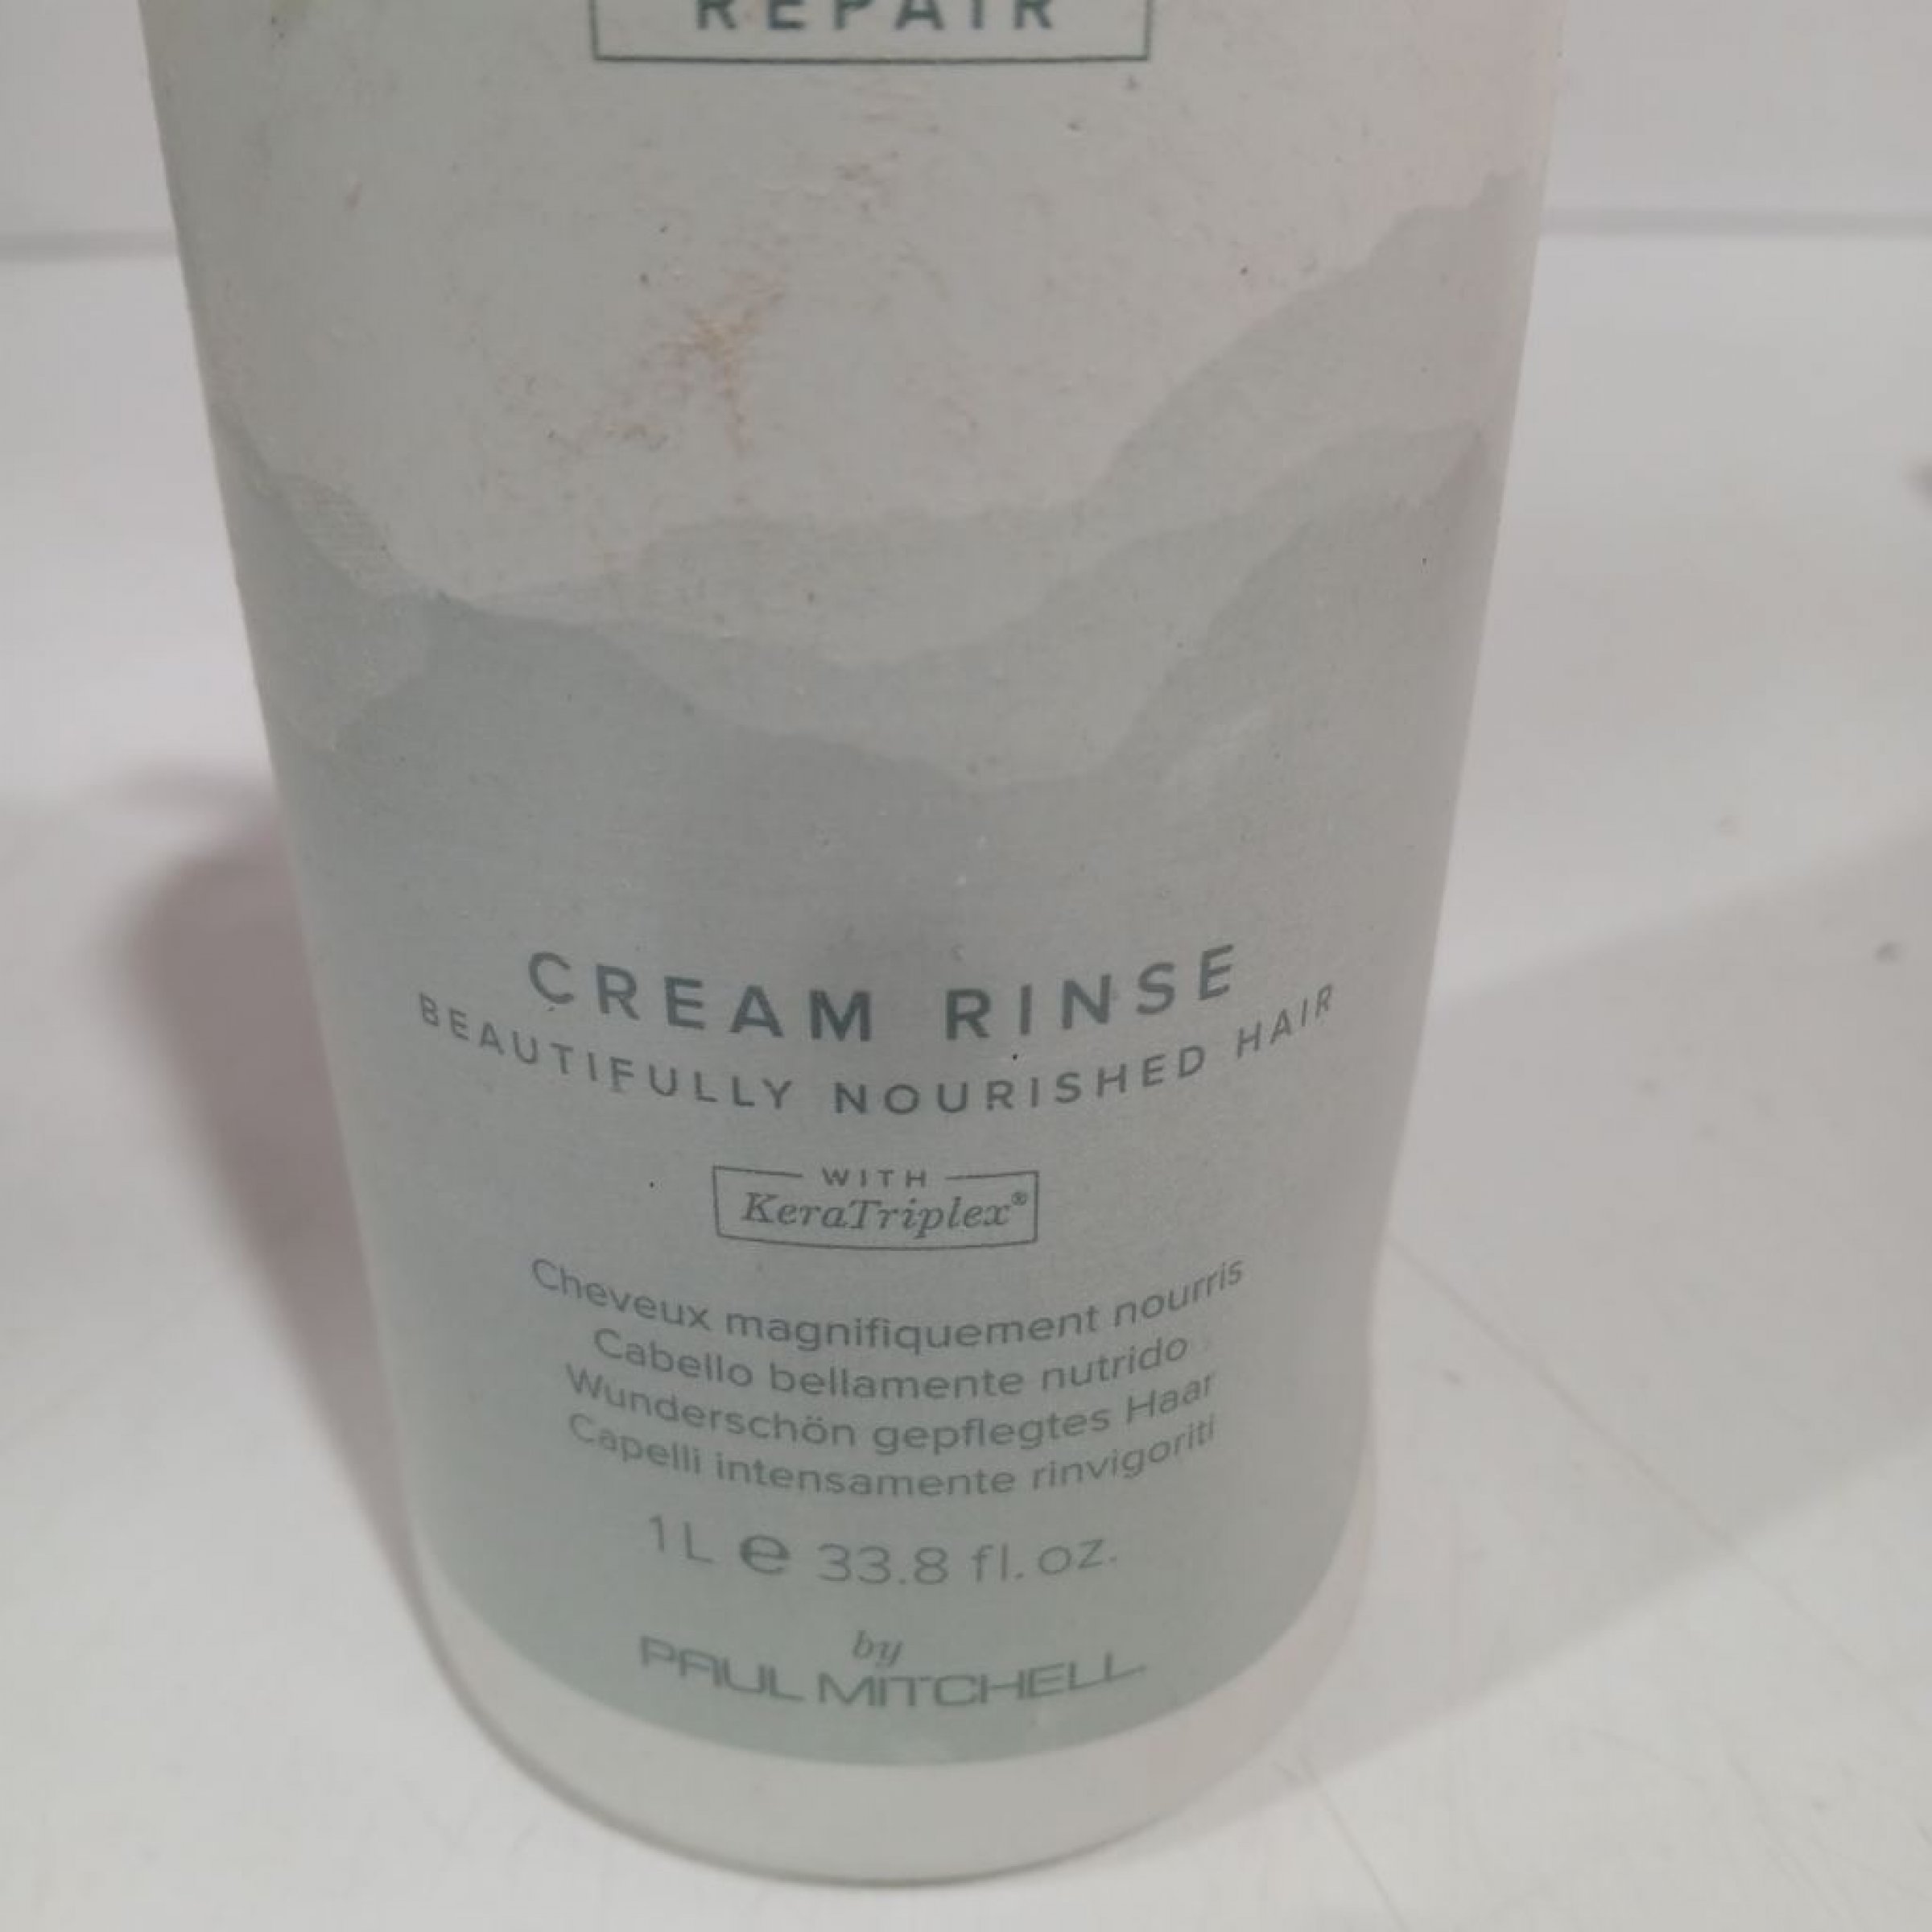 REPAIR
CREAM RINSE
BEAUTIFULLY NOURISHED HAIR
WITH
KeraTriplex®
Cheveux magnifiquement nourris
Cabello bellamente nutrido
Wunderschön gepflegtes Haar
Capelli intensamente rinvigoriti
1 L e 33.8 fl. oz.
by
PAUL MITCHELL